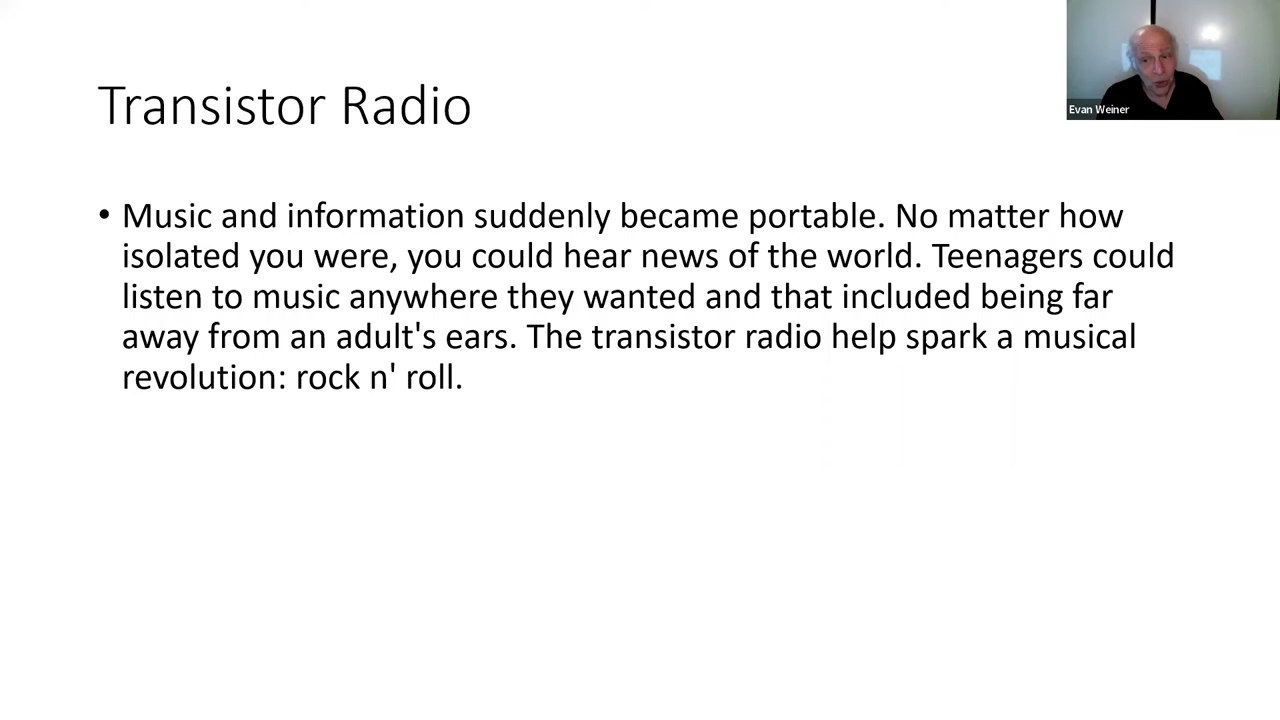 Transistor Radio
Evan Weiner
• Music and information suddenly became portable. No matter how
isolated you were, you could hear news of the world. Teenagers could
listen to music anywhere they wanted and that included being far
away from an adult's ears. The transistor radio help spark a musical
revolution: rock n' roll.